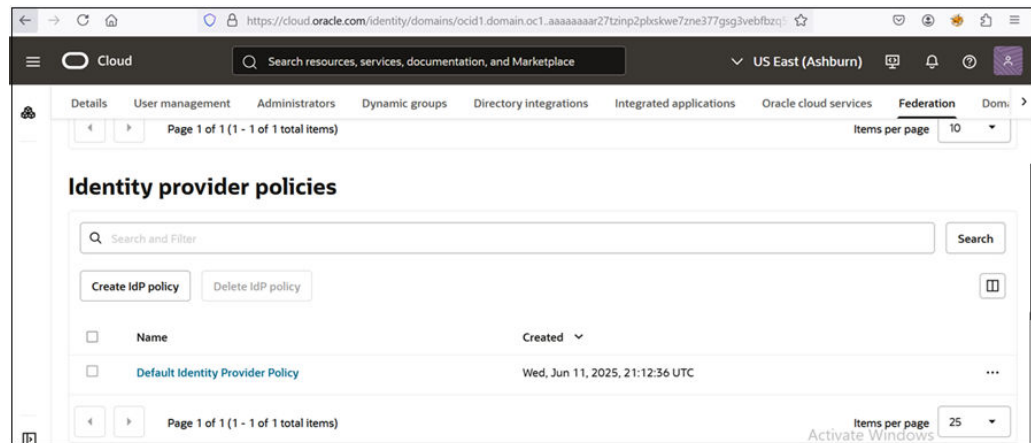 https://cloud.oracle.com/identity/domains/ocid1.domain.oc1..aaaaaaaar27tzinp2plxskwe7zne377gsg3vebfbzq5
Cloud Search resources, services, documentation, and Marketplace US East (Ashburn)
Details User management Administrators Dynamic groups Directory integrations Integrated applications Oracle cloud services Federation Doma
Page 1 of 1 (1 - 1 of 1 total items) Items per page 10
Identity provider policies
Search and Filter Search
Create IdP policy Delete IdP policy
Name Created
Default Identity Provider Policy Wed, Jun 11, 2025, 21:12:36 UTC
Page 1 of 1 (1 - 1 of 1 total items) Items per page 25
Activate Windows